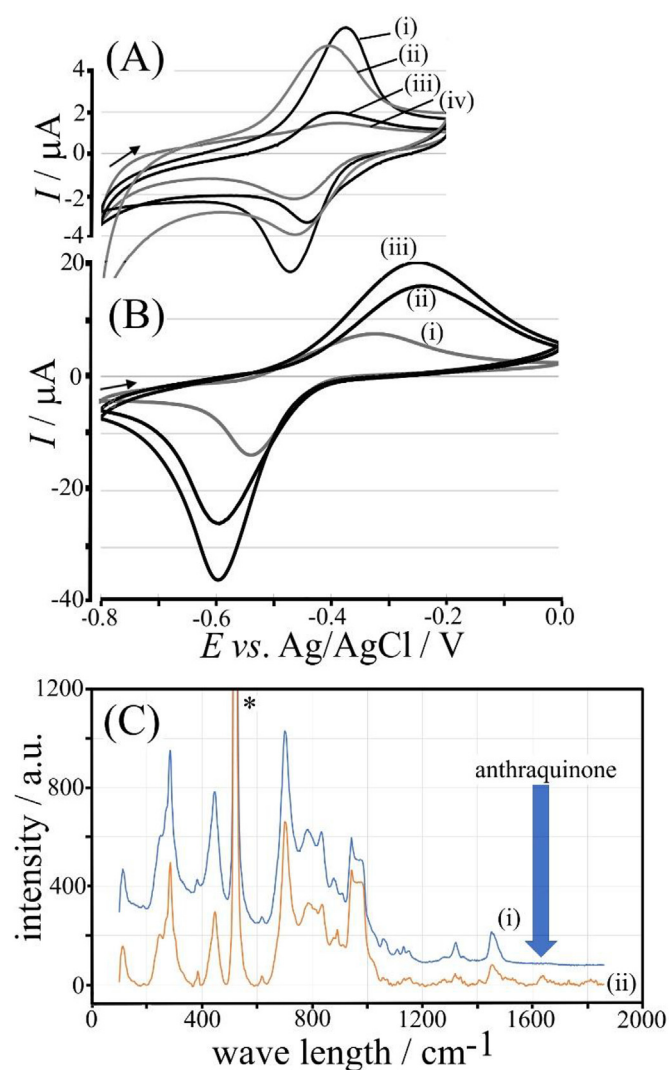 (A)
(i)
(ii)
(iii)
(iv)
4
2
0
-2
-4
I / μA
(B)
(iii)
(ii)
(i)
20
0
-20
-40
I / μA
-0.8
-0.6
-0.4
-0.2
0.0
E vs. Ag/AgCl / V
(C)
*
anthraquinone
(i)
(ii)
1200
800
400
0
intensity / a.u.
0
400
800
1200
1600
2000
wave length / cm-1